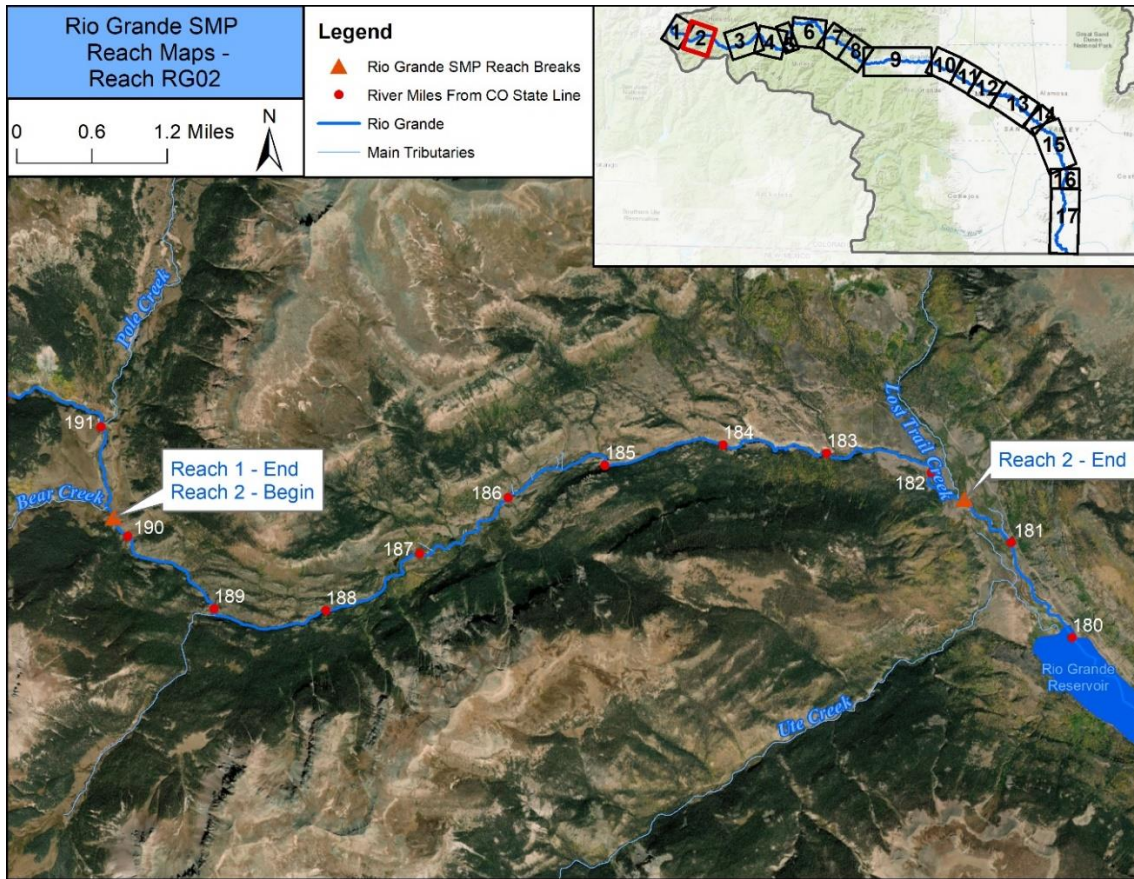 Rio Grande SMP
Reach Maps -
Reach RG02
0 0.6 1.2 Miles
N
Legend
Rio Grande SMP Reach Breaks
River Miles From CO State Line
Rio Grande
Main Tributaries
1
2
3
4
5
6
7
8
9
10
11
12
13
14
15
16
17
Pole Creek
191
Reach 1 - End
Reach 2 - Begin
Bear Creek
190
189
188
187
186
185
184
183
182
Lost Trail Creek
Reach 2 - End
181
180
Rio Grande
Reservoir
Ute Creek